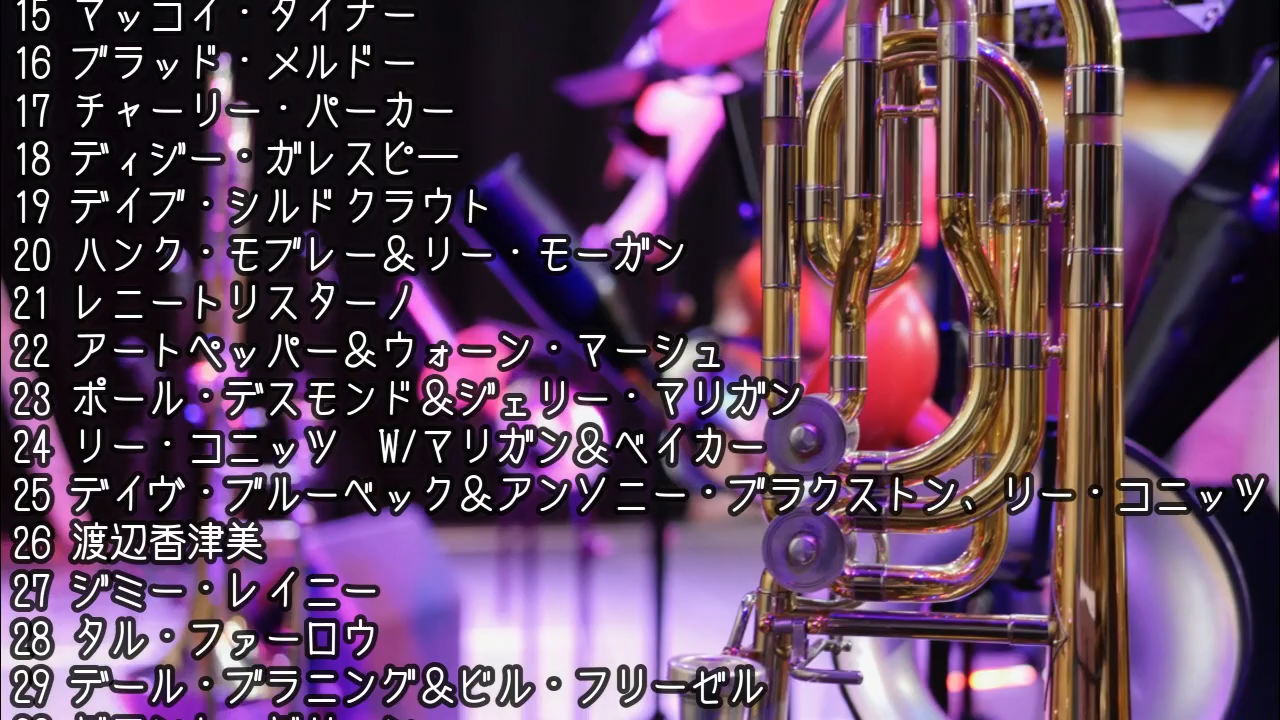 15 マッコイ・タイナー
16 ブラッド・メルドー
17 チャーリー・パーカー
18 ディジー・ガレスピー
19 デイブ・シルドクラウト
20 ハンク・モブレー&リー・モーガン
21 レニートリスターノ
22 アートペッパー&ウォーン・マーシュ
23 ポール・デスモンド&ジェリー・マリガン
24 リー・コニッツ　W/マリガン&ベイカー
25 デイヴ・ブルーベック&アンソニー・ブラクストン、リー・コニッツ
26 渡辺香津美
27 ジミー・レイニー
28 タル・ファーロウ
29 デール・ブラニング&ビル・フリーゼル